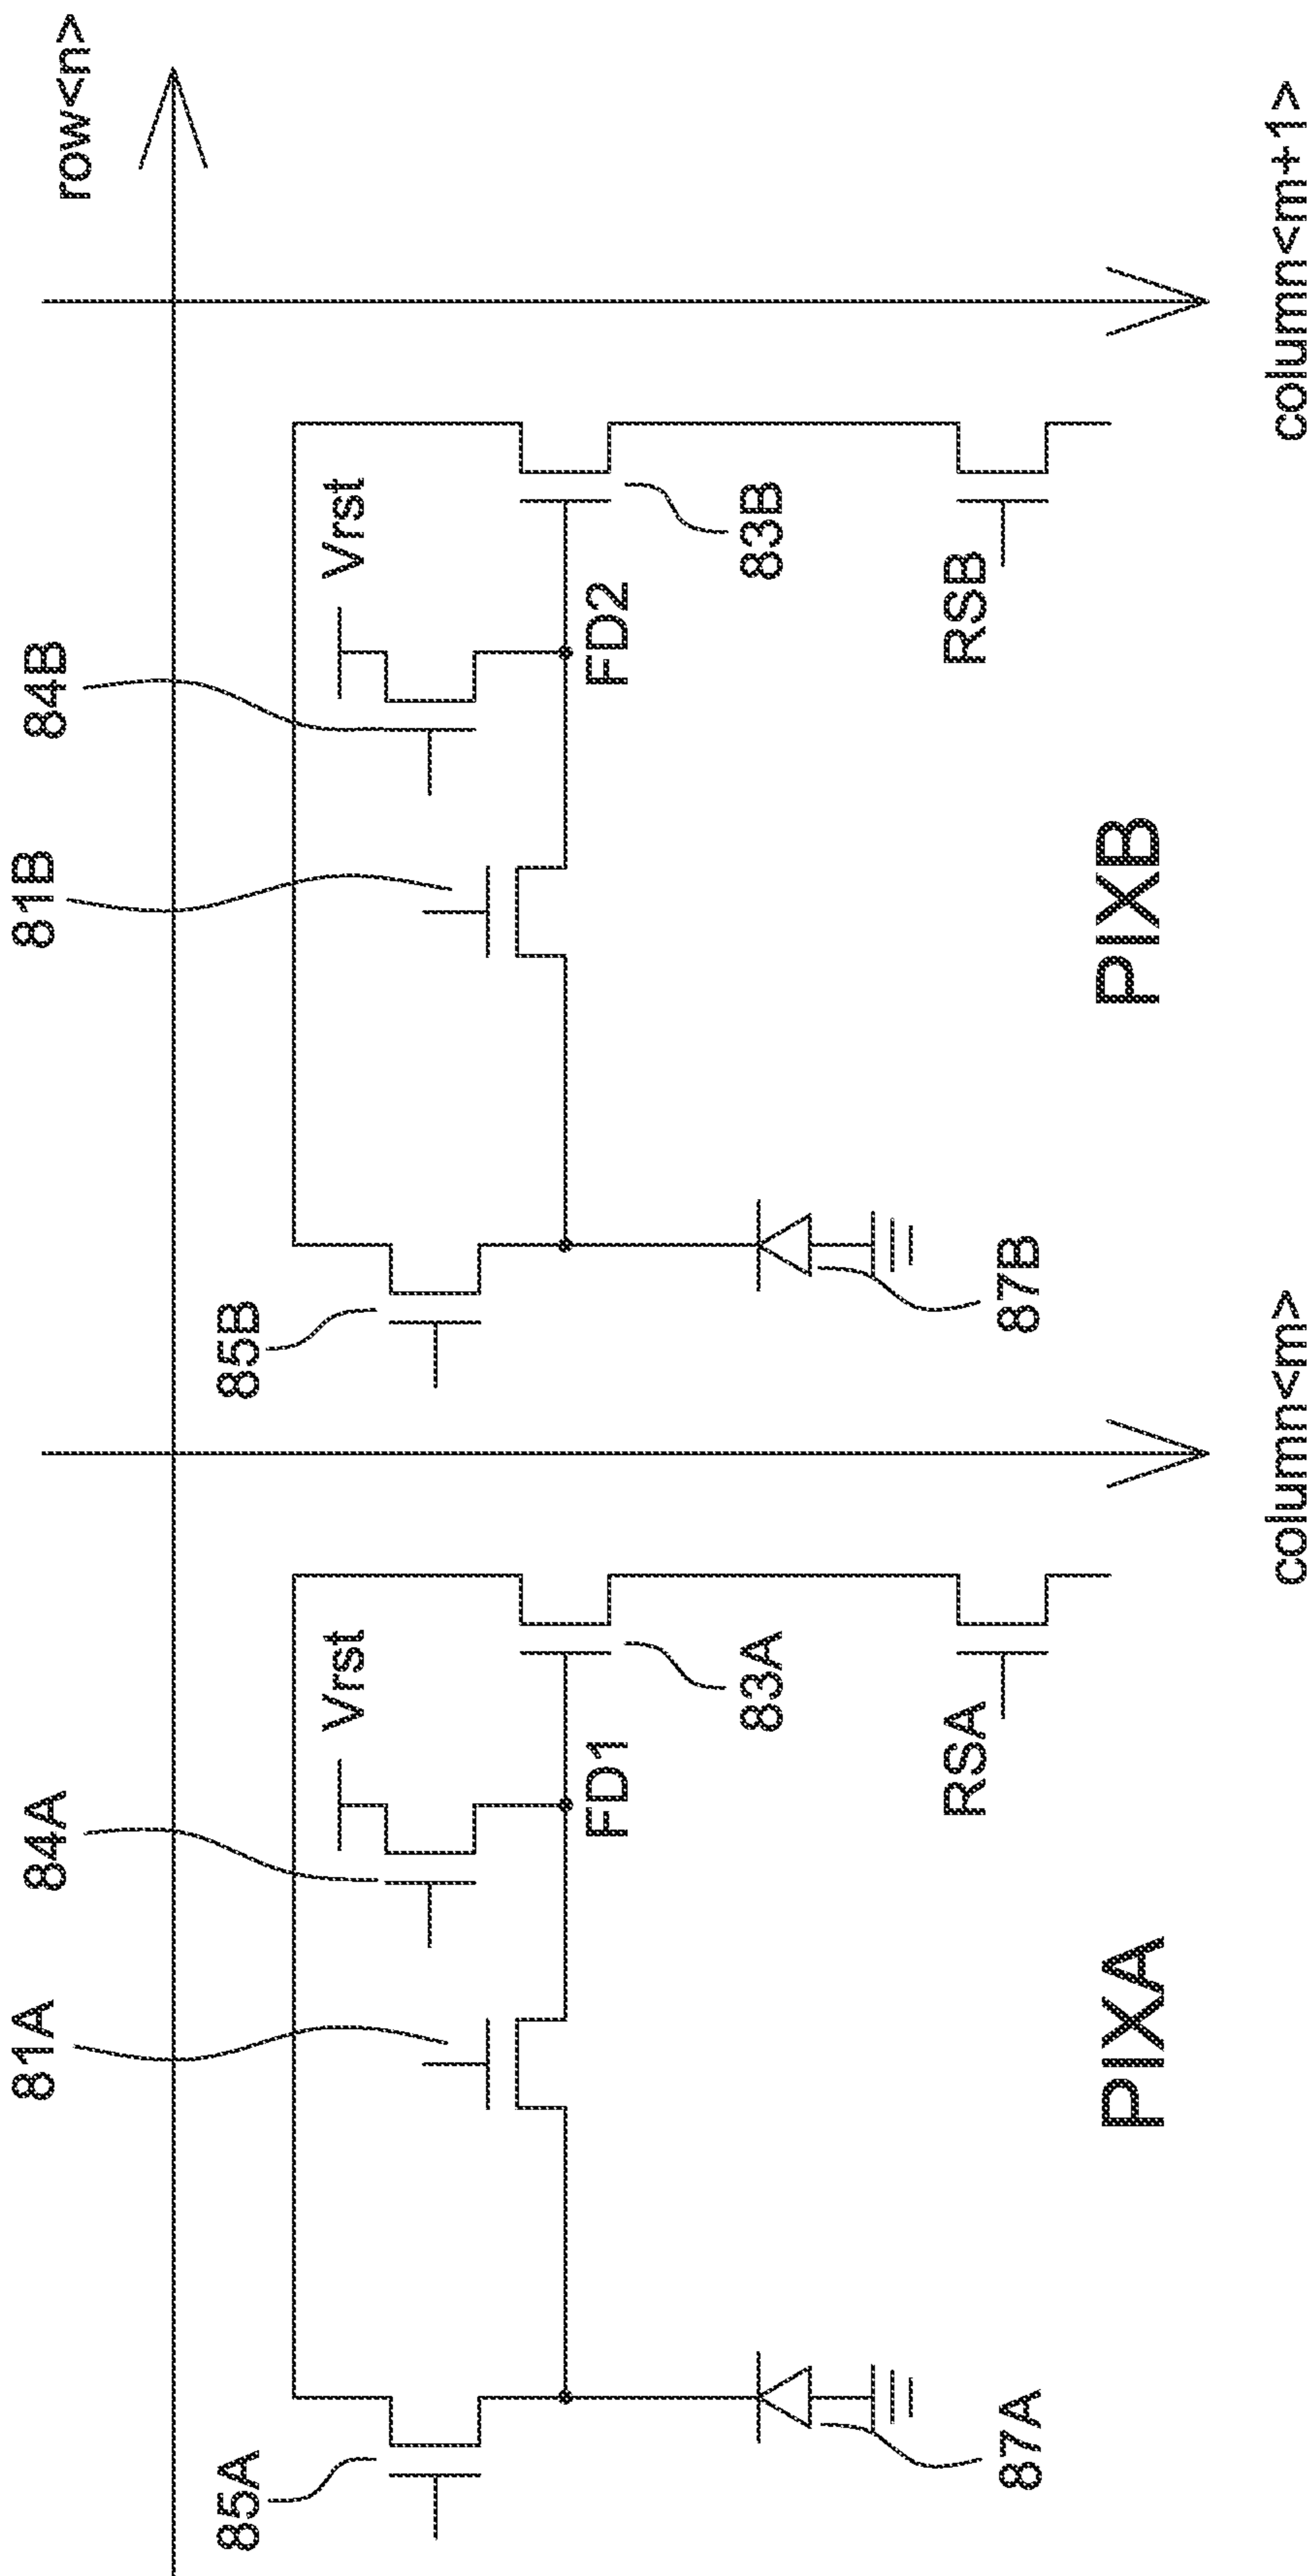 row<n>
81A
84A
81B
84B
85A
85B
Vrst
Vrst
FD1
FD2
83A
83B
RSA
RSB
87A
87B
PIXA
PIXB
column<m>
column<m+1>